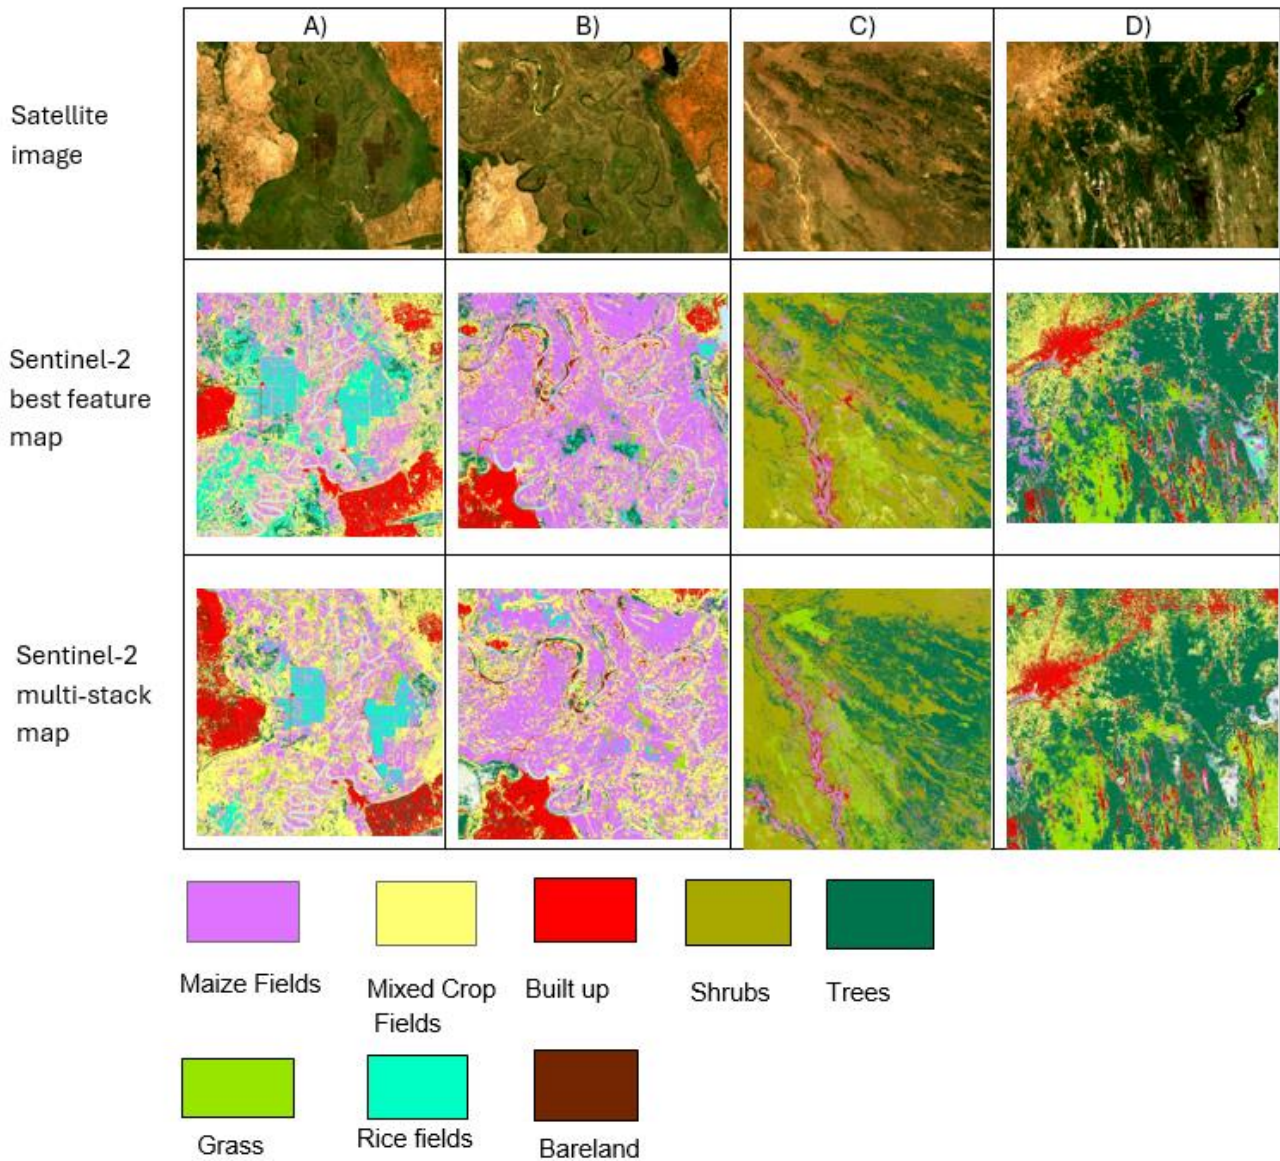 A)
B)
C)
D)
Satellite
image
Sentinel-2
best feature
map
Sentinel-2
multi-stack
map
Maize Fields
Mixed Crop
Fields
Built up
Shrubs
Trees
Grass
Rice fields
Bareland